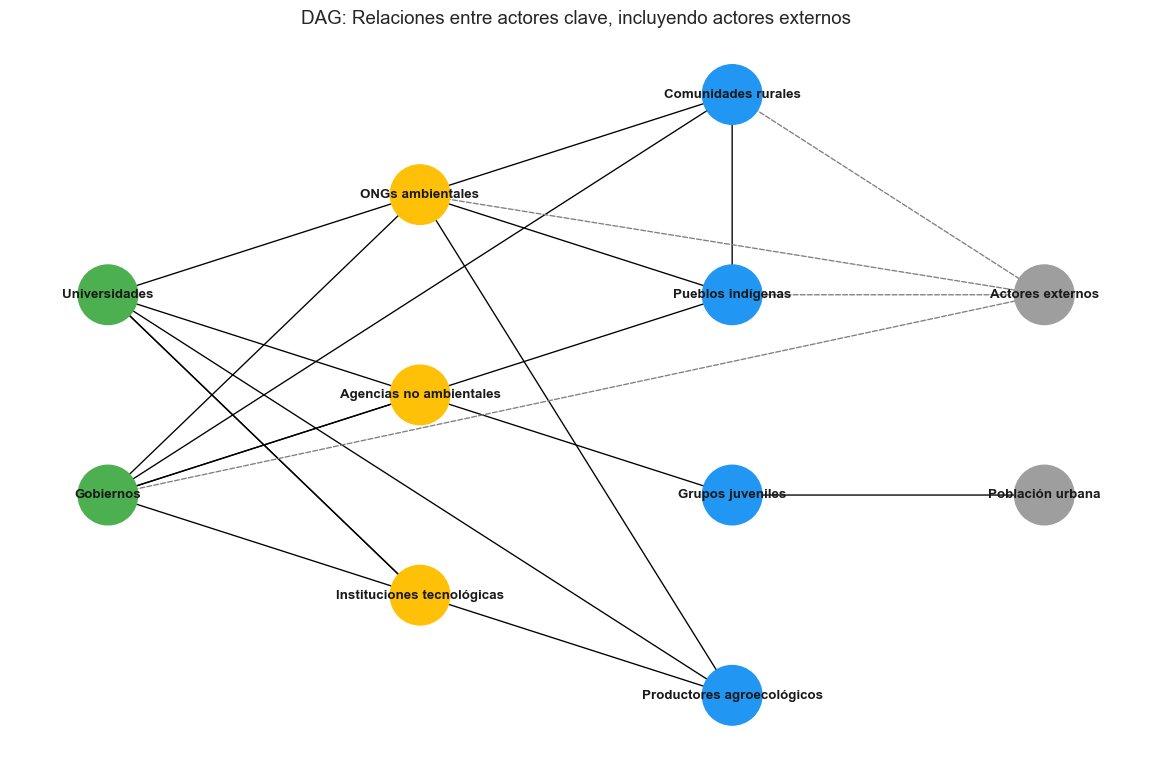 DAG: Relaciones entre actores clave, incluyendo actores externos
Comunidades rurales
ONGs ambientales
Universidades
Pueblos indígenas
Actores externos
Agencias no ambientales
Gobiernos
Grupos juveniles
Población urbana
Instituciones tecnológicas
Productores agroecológicos